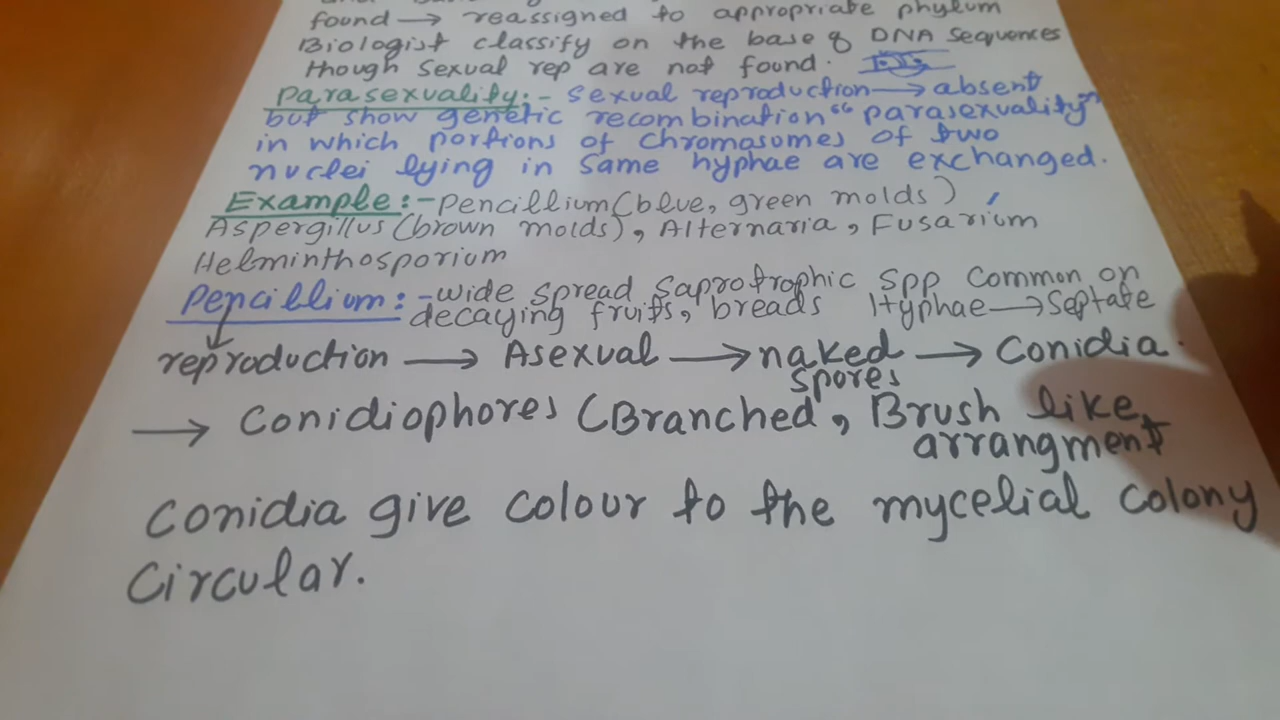 found → reassigned to appropriate phylum
Biologist classify on the base of DNA sequences
though sexual rep are not found.
Parasexuality:- Sexual reproduction → absent
but show genetic recombination "parasexuality"
in which portions of chromosomes of two
nuclei lying in same hyphae are exchanged.
Example:- Pencillium (blue, green molds),
Aspergillus (brown molds), Alternaria, Fusarium
Helminthosporium
Pencillium:- wide spread saprotrophic spp common on
decaying fruits, breads Hyphae → Septate
reproduction → Asexual → naked spores → Conidia.
→ Conidiophores (Branched, Brush like
arrangment
Conidia give colour to the mycelial colony
Circular.